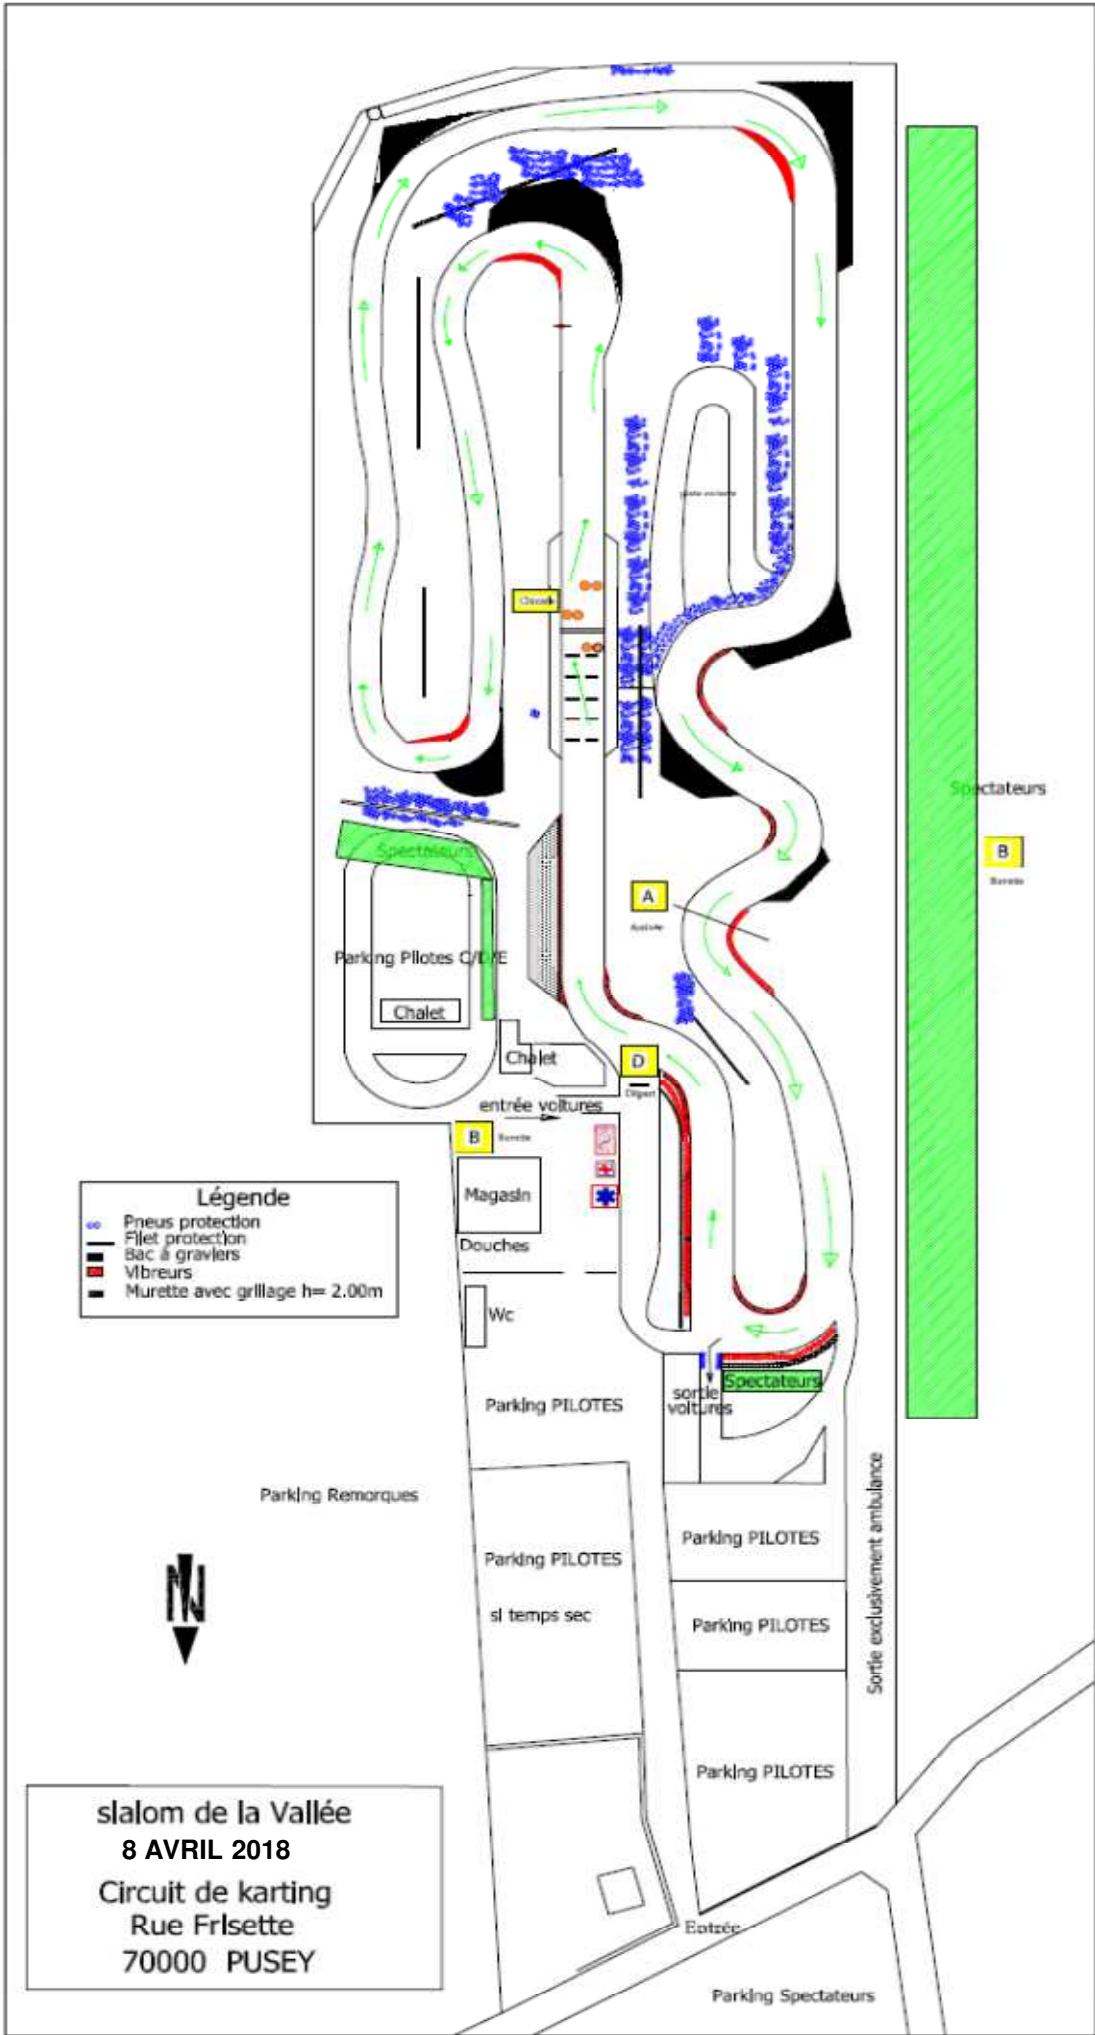 Spectateurs
B
Buvette
A
Spectateurs
Parking Pilotes C/D/E
Chalet
Chalet
D
Départ
entrée voitures
B
Buvette
Magasin
Douches
Légende
Pneus protection
Filet protection
Bac à graviers
Vibreurs
Murette avec grillage h= 2.00m
Wc
Spectateurs
sortie
voitures
Parking PILOTES
Parking Remorques
Parking PILOTES
si temps sec
Parking PILOTES
Parking PILOTES
Parking PILOTES
Sortie exclusivement ambulance
N
slalom de la Vallée
8 AVRIL 2018
Circuit de karting
Rue Frisette
70000 PUSEY
Entrée
Parking Spectateurs